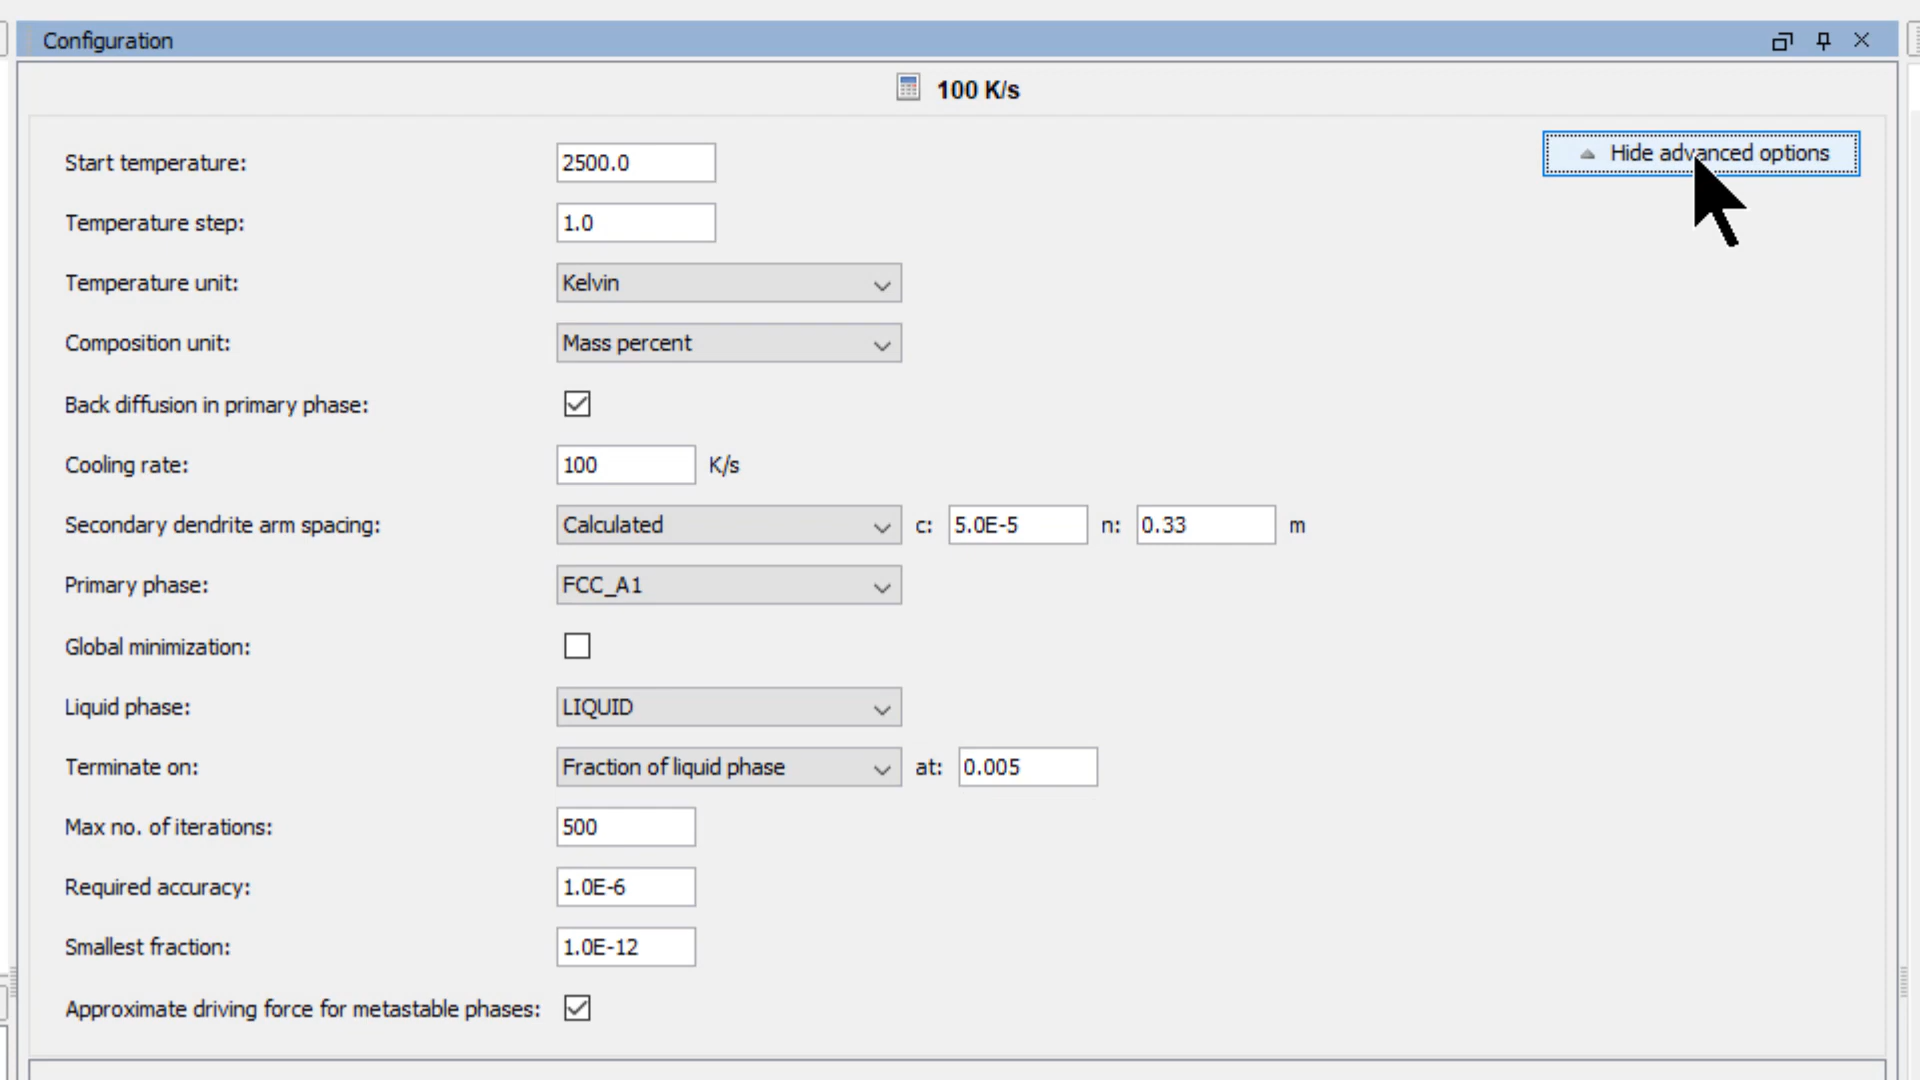 Configuration
100 K/s
Start temperature: 2500.0 Hide advanced options
Temperature step: 1.0
Temperature unit: Kelvin
Composition unit: Mass percent
Back diffusion in primary phase:
Cooling rate: 100 K/s
Secondary dendrite arm spacing: Calculated c: 5.0E-5 n: 0.33 m
Primary phase: FCC_A1
Global minimization:
Liquid phase: LIQUID
Terminate on: Fraction of liquid phase at: 0.005
Max no. of iterations: 500
Required accuracy: 1.0E-6
Smallest fraction: 1.0E-12
Approximate driving force for metastable phases: